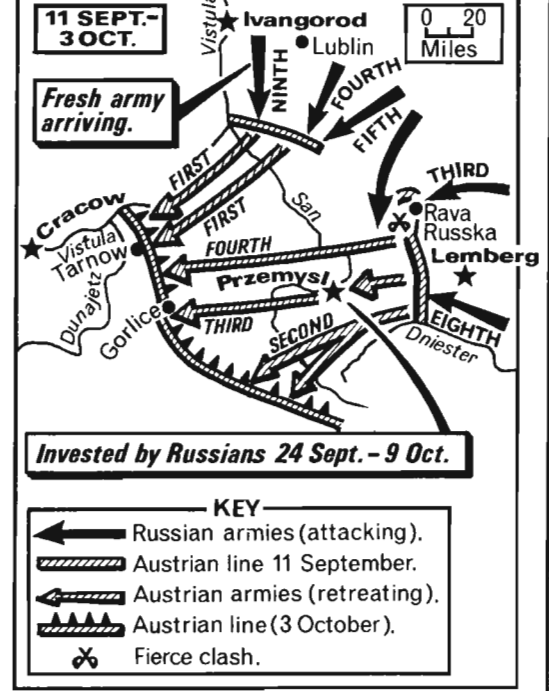 11 SEPT.-
3 OCT.
Vistula
Ivangorod
Lublin
0 20
Miles
Fresh army
arriving.
NINTH
FOURTH
FIFTH
FIRST
FIRST
San
THIRD
Rava
Russka
Cracow
Vistula
Tarnow
FOURTH
Lemberg
Przemysl
Dunajetz
Gorlice
THIRD
SECOND
EIGHTH
Dniester
Invested by Russians 24 Sept. – 9 Oct.
KEY
Russian armies (attacking).
Austrian line 11 September.
Austrian armies (retreating).
Austrian line (3 October).
Fierce clash.